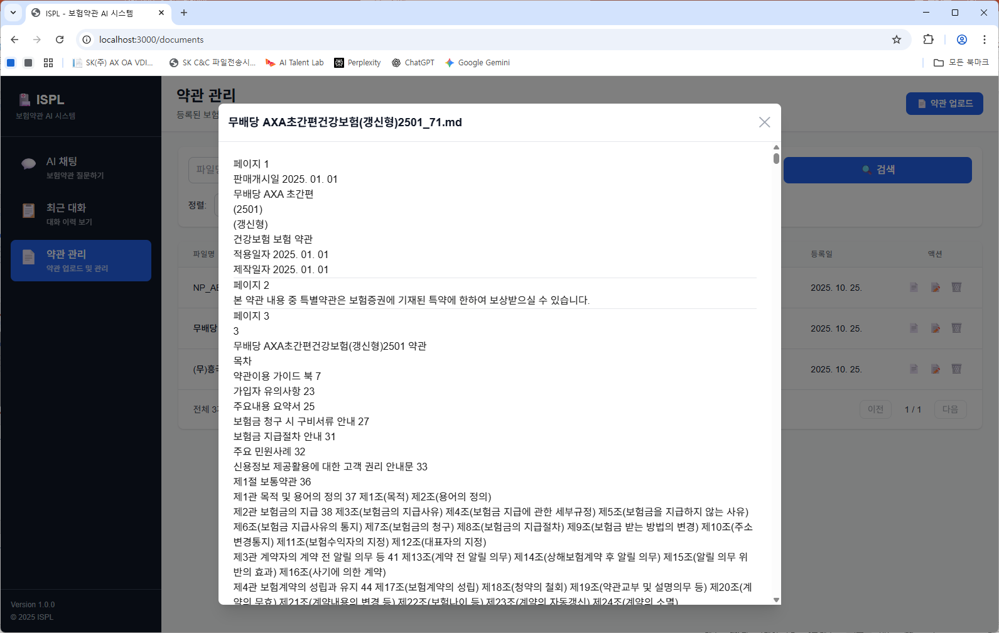 ISPL - 보험약관 AI 시스템
localhost:3000/documents
SK(주) AX OA VDI...
SK C&C 파일전송시...
AI Talent Lab
Perplexity
ChatGPT
Google Gemini
모든 북마크
ISPL
보험약관 AI 시스템
AI 채팅
보험약관 질문하기
최근 대화
대화 이력 보기
약관 관리
약관 업로드 및 관리
Version 1.0.0
© 2025 ISPL
약관 관리
등록된 보험
약관 업로드
파일명
검색
정렬:
파일명
등록일
액션
NP_AB
2025. 10. 25.
무배당
2025. 10. 25.
(무)흥국
2025. 10. 25.
전체 3
이전
1 / 1
다음
무배당 AXA초간편건강보험(갱신형)2501_71.md
페이지 1
판매개시일 2025. 01. 01
무배당 AXA 초간편
(2501)
(갱신형)
건강보험 보험 약관
적용일자 2025. 01. 01
제작일자 2025. 01. 01
페이지 2
본 약관 내용 중 특별약관은 보험증권에 기재된 특약에 한하여 보상받으실 수 있습니다.
페이지 3
3
무배당 AXA초간편건강보험(갱신형)2501 약관
목차
약관이용 가이드 북 7
가입자 유의사항 23
주요내용 요약서 25
보험금 청구 시 구비서류 안내 27
보험금 지급절차 안내 31
주요 민원사례 32
신용정보 제공활용에 대한 고객 권리 안내문 33
제1절 보통약관 36
제1관 목적 및 용어의 정의 37 제1조(목적) 제2조(용어의 정의)
제2관 보험금의 지급 38 제3조(보험금의 지급사유) 제4조(보험금 지급에 관한 세부규정) 제5조(보험금을 지급하지 않는 사유)
제6조(보험금 지급사유의 통지) 제7조(보험금의 청구) 제8조(보험금의 지급절차) 제9조(보험금 받는 방법의 변경) 제10조(주소
변경통지) 제11조(보험수익자의 지정) 제12조(대표자의 지정)
제3관 계약자의 계약 전 알릴 의무 등 41 제13조(계약 전 알릴 의무) 제14조(상해보험계약 후 알릴 의무) 제15조(알릴 의무 위
반의 효과) 제16조(사기에 의한 계약)
제4관 보험계약의 성립과 유지 44 제17조(보험계약의 성립) 제18조(청약의 철회) 제19조(약관교부 및 설명의무 등) 제20조(계
약의 무효) 제21조(계약내용의 변경 등) 제22조(보험나이 등) 제23조(계약의 자동갱신) 제24조(계약의 소멸)